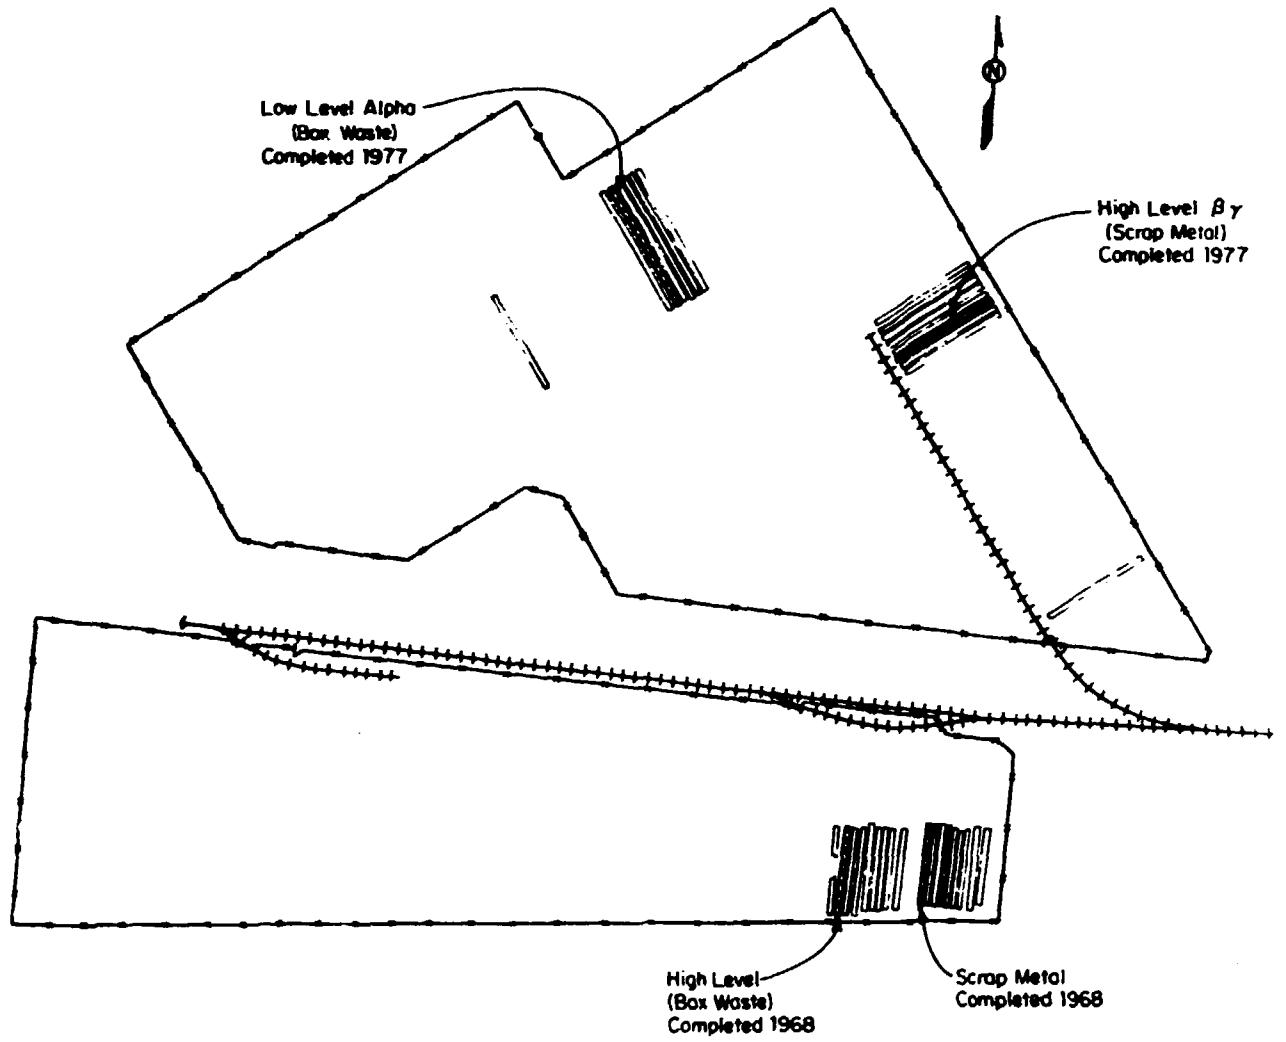 N
Low Level Alpha
(Box Waste)
Completed 1977
High Level β γ
(Scrap Metal)
Completed 1977
High Level
(Box Waste)
Completed 1968
Scrap Metal
Completed 1968